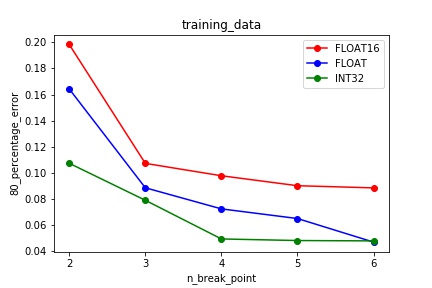 training_data
0.20
0.18
0.16
0.14
0.12
0.10
0.08
0.06
0.04
80_percentage_error
FLOAT16
FLOAT
INT32
2 3 4 5 6
n_break_point